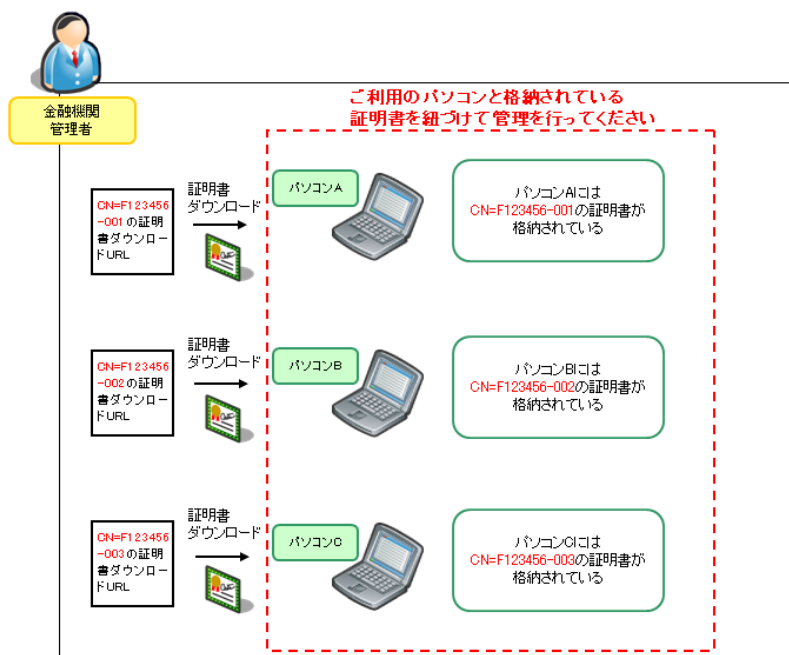 金融機関
管理者
ご利用のパソコンと格納されている
証明書を紐づけて管理を行ってください
CN=F123456
-001の証明
書ダウンロー
ドURL
証明書
ダウンロード
パソコンA
パソコンAには
CN=F123456-001の証明書が
格納されている
CN=F123456
-002の証明
書ダウンロー
ドURL
証明書
ダウンロード
パソコンB
パソコンBには
CN=F123456-002の証明書が
格納されている
CN=F123456
-003の証明
書ダウンロー
ドURL
証明書
ダウンロード
パソコンC
パソコンCには
CN=F123456-003の証明書が
格納されている